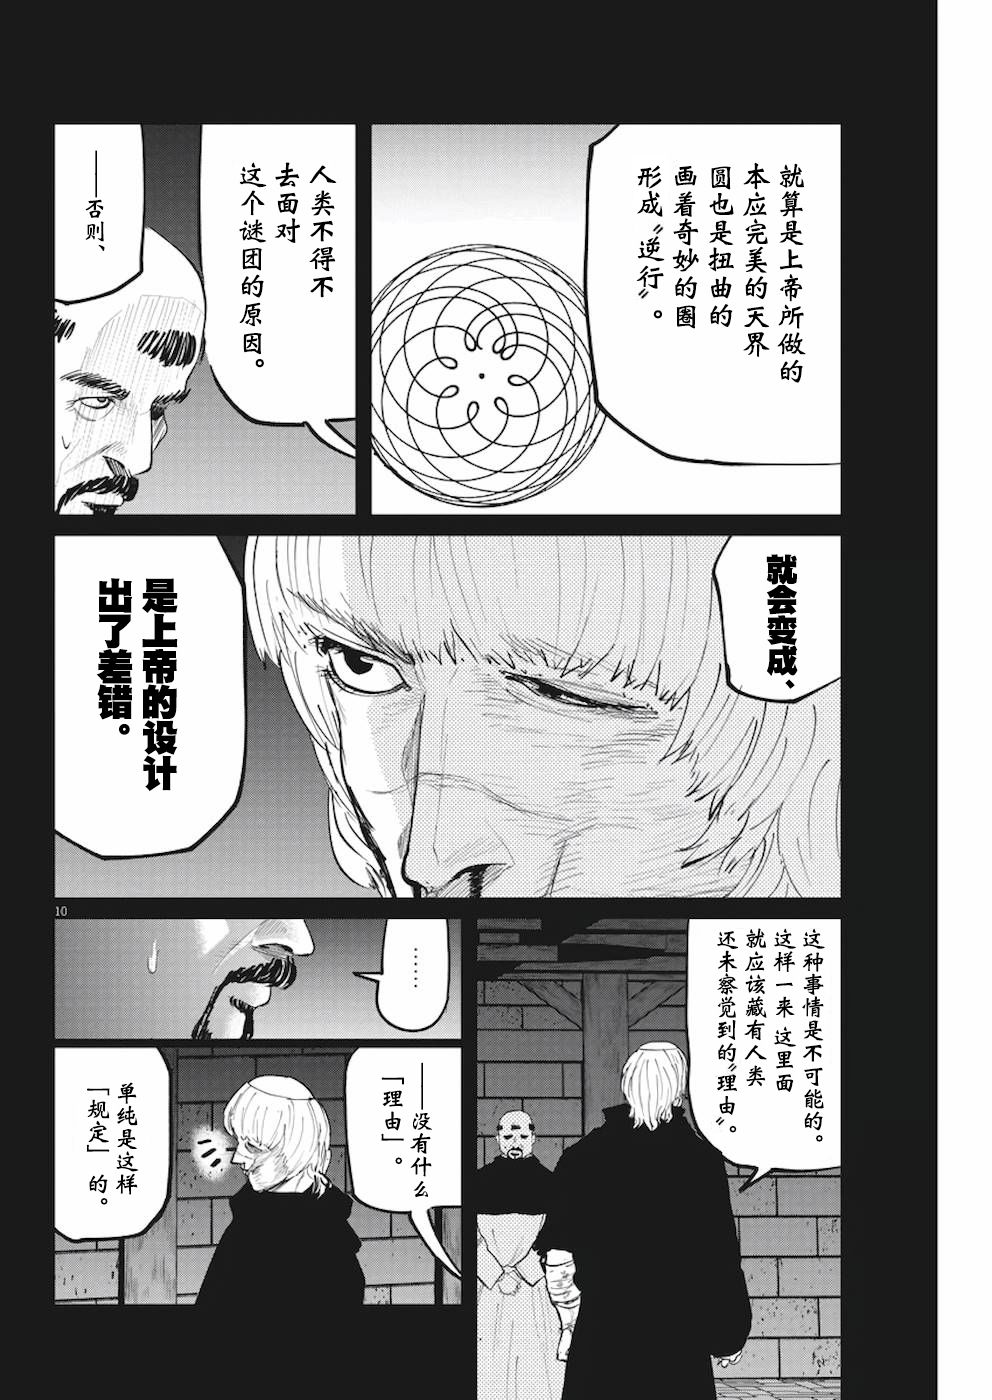 就算是上帝所做的
本应完美的天界
圆也是扭曲的
画着奇妙的圈
形成〝逆行〞。
人类不得不
去面对
这个谜团的原因。
——否则、
就会变成、
是上帝的设计
出了差错。
10
这种事情是不可能的。
这样一来 这里面
就应该藏有人类
还未察觉到的〝理由〞。
……
——没有什么
「理由」。
单纯是这样
「规定」的。